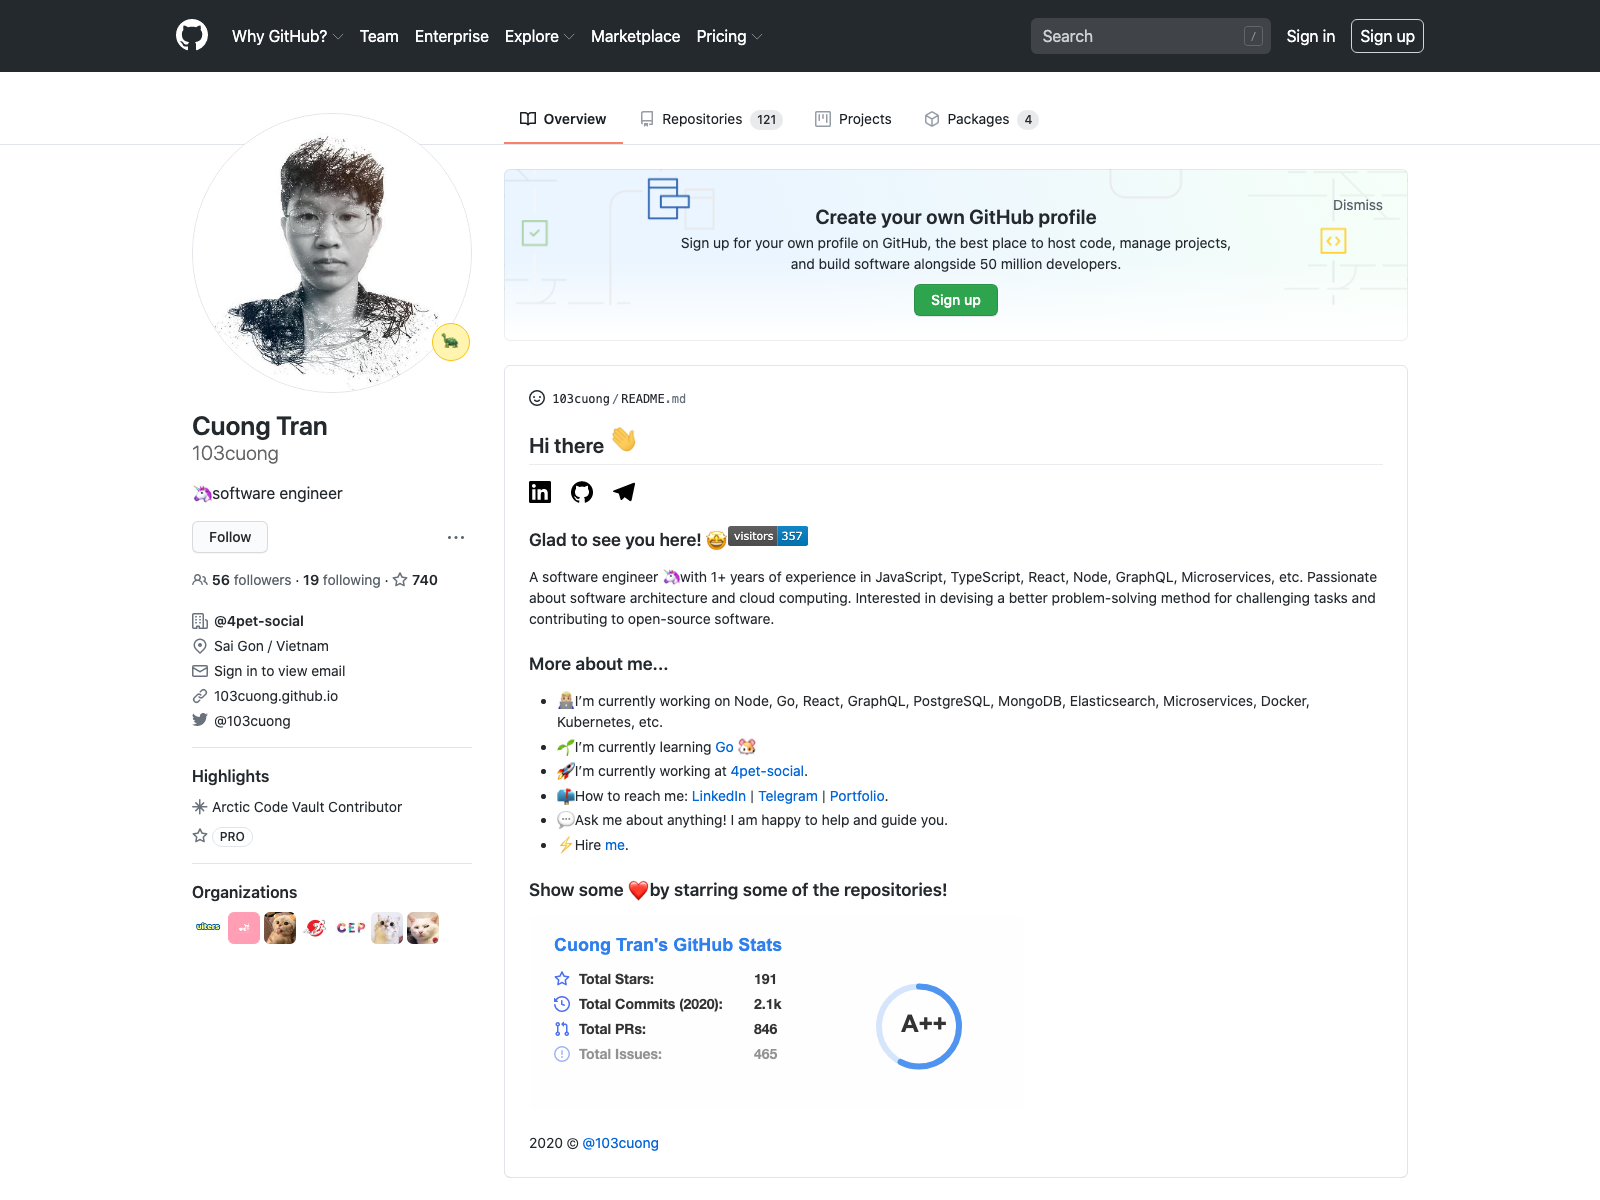 Why GitHub? Team Enterprise Explore Marketplace Pricing Search / Sign in Sign up
Overview Repositories 121 Projects Packages 4
Create your own GitHub profile
Dismiss
Sign up for your own profile on GitHub, the best place to host code, manage projects,
and build software alongside 50 million developers.
Sign up
Cuong Tran
103cuong
🦄software engineer
Follow
56 followers · 19 following · 740
@4pet-social
Sai Gon / Vietnam
Sign in to view email
103cuong.github.io
@103cuong
Highlights
Arctic Code Vault Contributor
PRO
Organizations
uiters
CEP
103cuong/README.md
Hi there 👋
in
Glad to see you here! 🤩 visitors 357
A software engineer 🦄with 1+ years of experience in JavaScript, TypeScript, React, Node, GraphQL, Microservices, etc. Passionate
about software architecture and cloud computing. Interested in devising a better problem-solving method for challenging tasks and
contributing to open-source software.
More about me...
• 👨🏼‍💻I’m currently working on Node, Go, React, GraphQL, PostgreSQL, MongoDB, Elasticsearch, Microservices, Docker,
Kubernetes, etc.
• 🌱I’m currently learning Go 🐹
• 🚀I’m currently working at 4pet-social.
• 📫How to reach me: LinkedIn | Telegram | Portfolio.
• 💬Ask me about anything! I am happy to help and guide you.
• ⚡Hire me.
Show some ❤️by starring some of the repositories!
Cuong Tran's GitHub Stats
Total Stars: 191
Total Commits (2020): 2.1k
Total PRs: 846
Total Issues: 465
A++
2020 © @103cuong